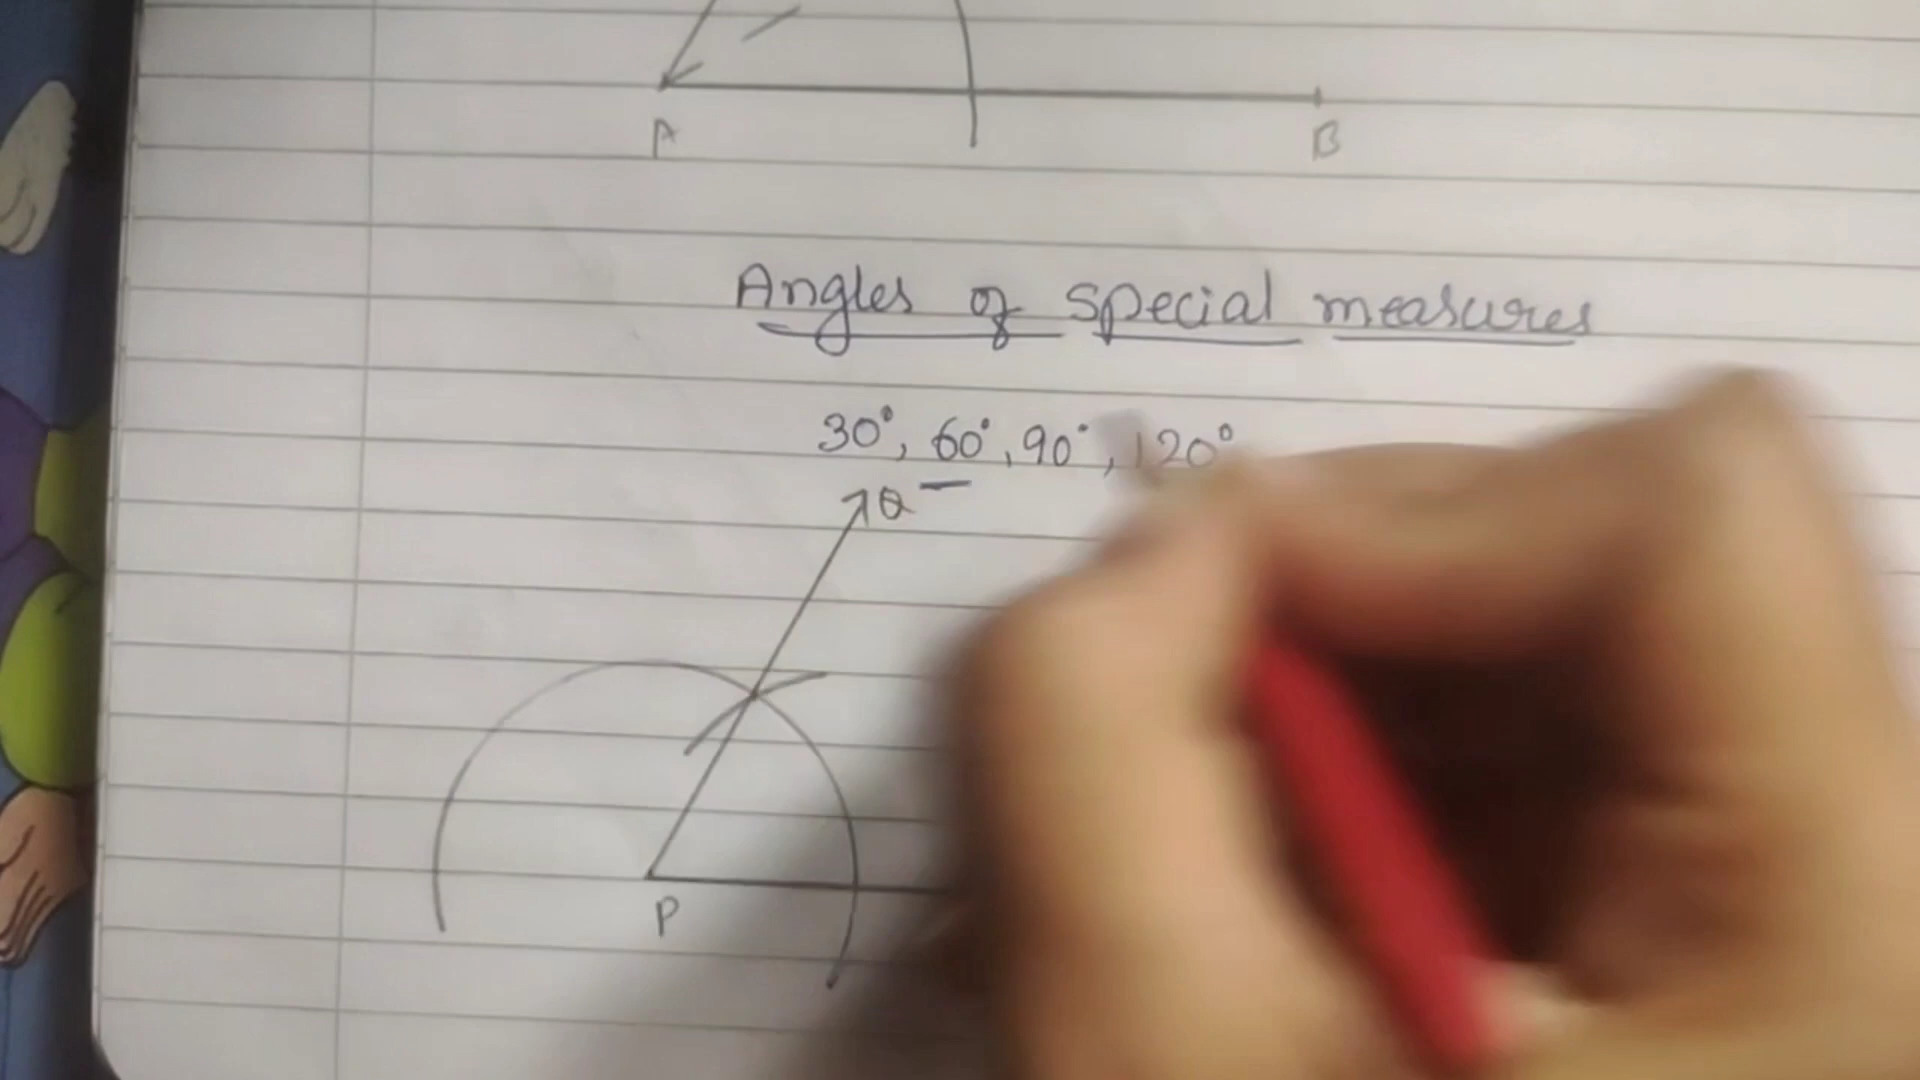 A B
Angles of special measures
30°, 60°, 90°, 120°
Q
P